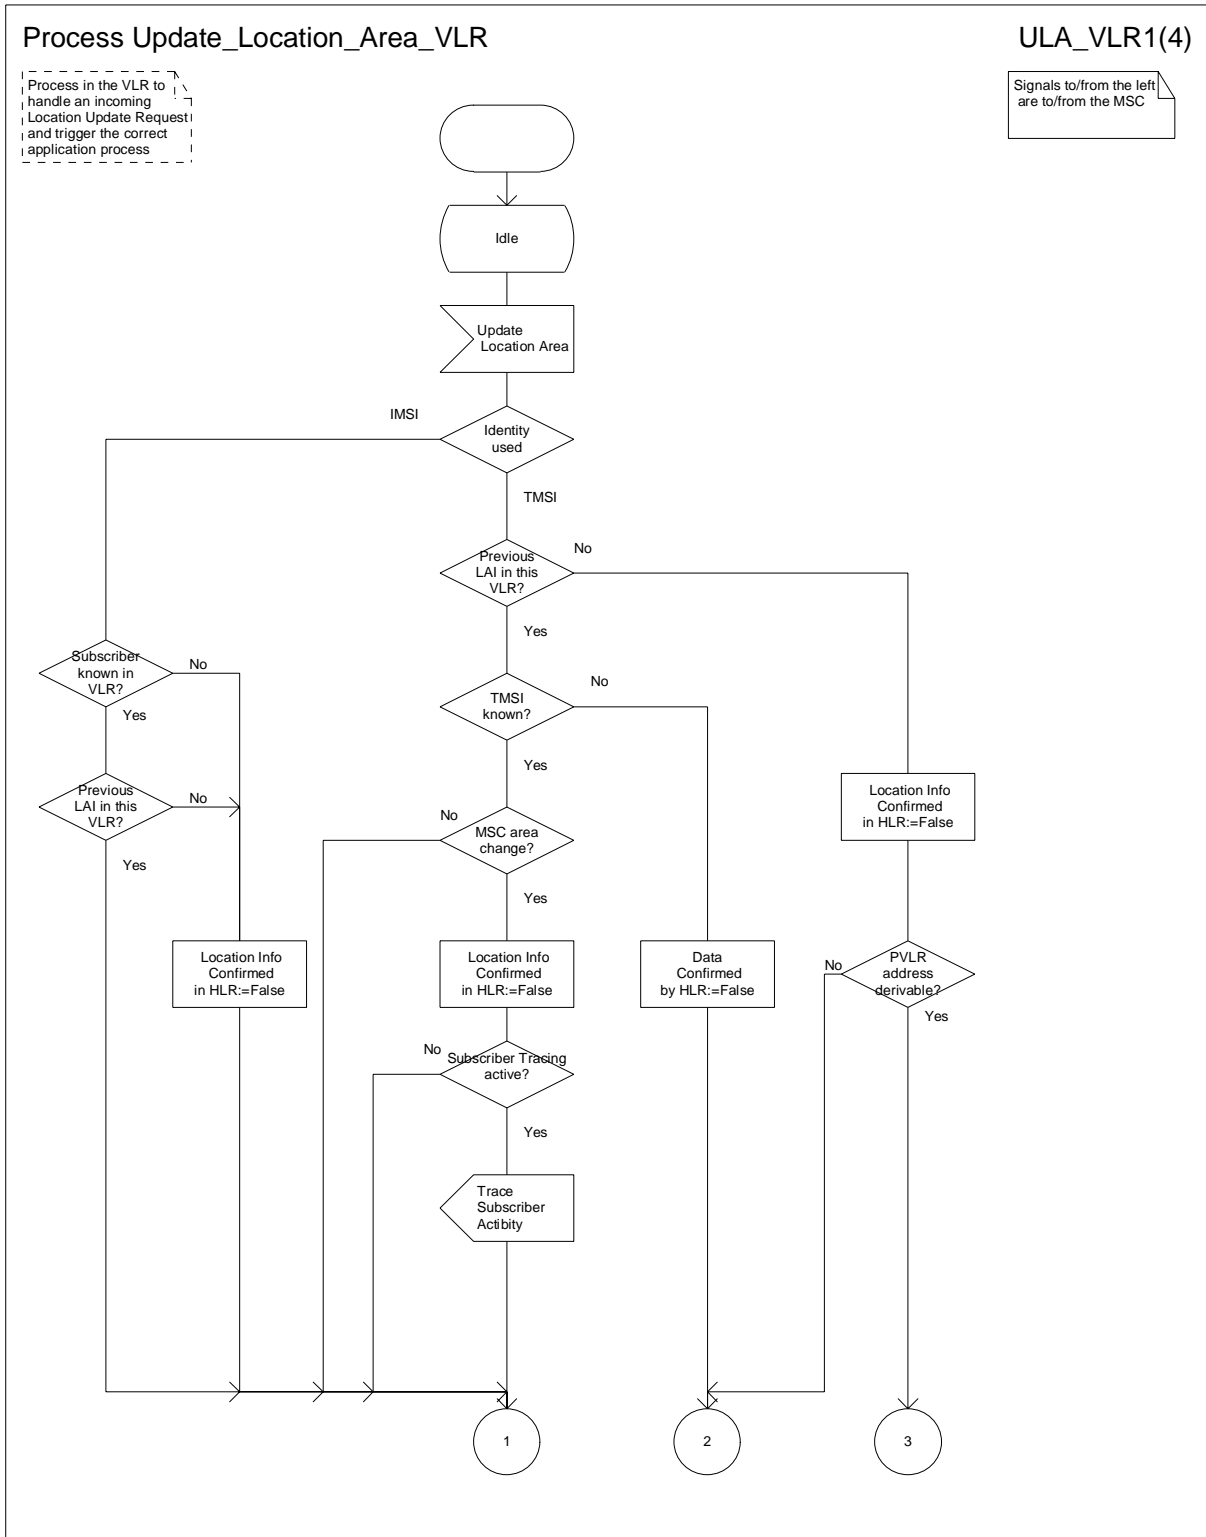 Process Update_Location_Area_VLR
ULA_VLR1(4)
Process in the VLR to
handle an incoming
Location Update Request
and trigger the correct
application process
Signals to/from the left
are to/from the MSC
Idle
Update
Location Area
IMSI
Identity
used
TMSI
Previous
LAI in this
VLR?
No
Yes
Subscriber
known in
VLR?
No
Yes
TMSI
known?
No
Yes
Previous
LAI in this
VLR?
No
Yes
No
MSC area
change?
Yes
Location Info
Confirmed
in HLR:=False
Location Info
Confirmed
in HLR:=False
Location Info
Confirmed
in HLR:=False
Data
Confirmed
by HLR:=False
No
PVLR
address
derivable?
Yes
No
Subscriber Tracing
active?
Yes
Trace
Subscriber
Actibity
1
2
3